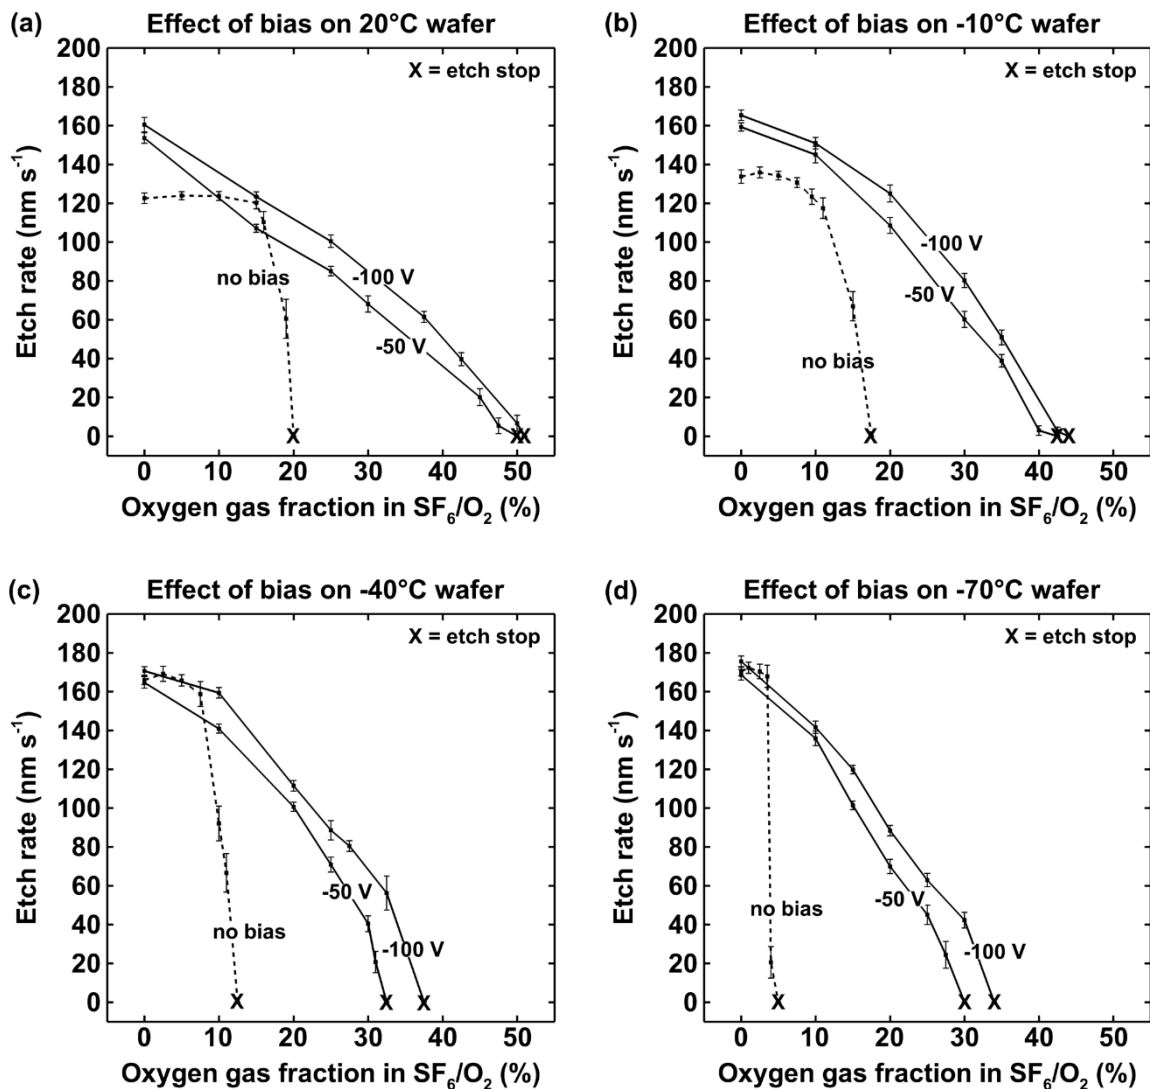 (a) Effect of bias on 20°C wafer
X = etch stop
Etch rate (nm s⁻¹)
200
180
160
140
120
100
80
60
40
20
0
no bias
-100 V
-50 V
X X X
0 10 20 30 40 50
Oxygen gas fraction in SF₆/O₂ (%)
(b) Effect of bias on -10°C wafer
X = etch stop
Etch rate (nm s⁻¹)
200
180
160
140
120
100
80
60
40
20
0
-100 V
-50 V
no bias
X X X
0 10 20 30 40 50
Oxygen gas fraction in SF₆/O₂ (%)
(c) Effect of bias on -40°C wafer
X = etch stop
Etch rate (nm s⁻¹)
200
180
160
140
120
100
80
60
40
20
0
-50 V
no bias
-100 V
X X X
0 10 20 30 40 50
Oxygen gas fraction in SF₆/O₂ (%)
(d) Effect of bias on -70°C wafer
X = etch stop
Etch rate (nm s⁻¹)
200
180
160
140
120
100
80
60
40
20
0
-50 V
no bias
-100 V
X X X
0 10 20 30 40 50
Oxygen gas fraction in SF₆/O₂ (%)